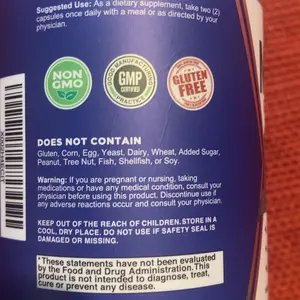 Suggested Use: As a dietary supplement, take two (2)
capsules once daily with a meal or as directed by your
physician.
NON
GMO
GOOD MANUFACTURING
GMP
CERTIFIED
PRACTICE
GLUTEN
FREE
DOES NOT CONTAIN
Gluten, Corn, Egg, Yeast, Dairy, Wheat, Added Sugar,
Peanut, Tree Nut, Fish, Shellfish, or Soy.
Warning: If you are pregnant or nursing, taking
medications or have any medical condition, consult your
physician before using this product. Discontinue use if
any adverse reactions occur and consult your physician.
KEEP OUT OF THE REACH OF CHILDREN. STORE IN A
COOL, DRY PLACE. DO NOT USE IF SAFETY SEAL IS
DAMAGED OR MISSING.
* These statements have not been evaluated
by the Food and Drug Administration. This
product is not intended to diagnose, treat,
cure or prevent any disease.